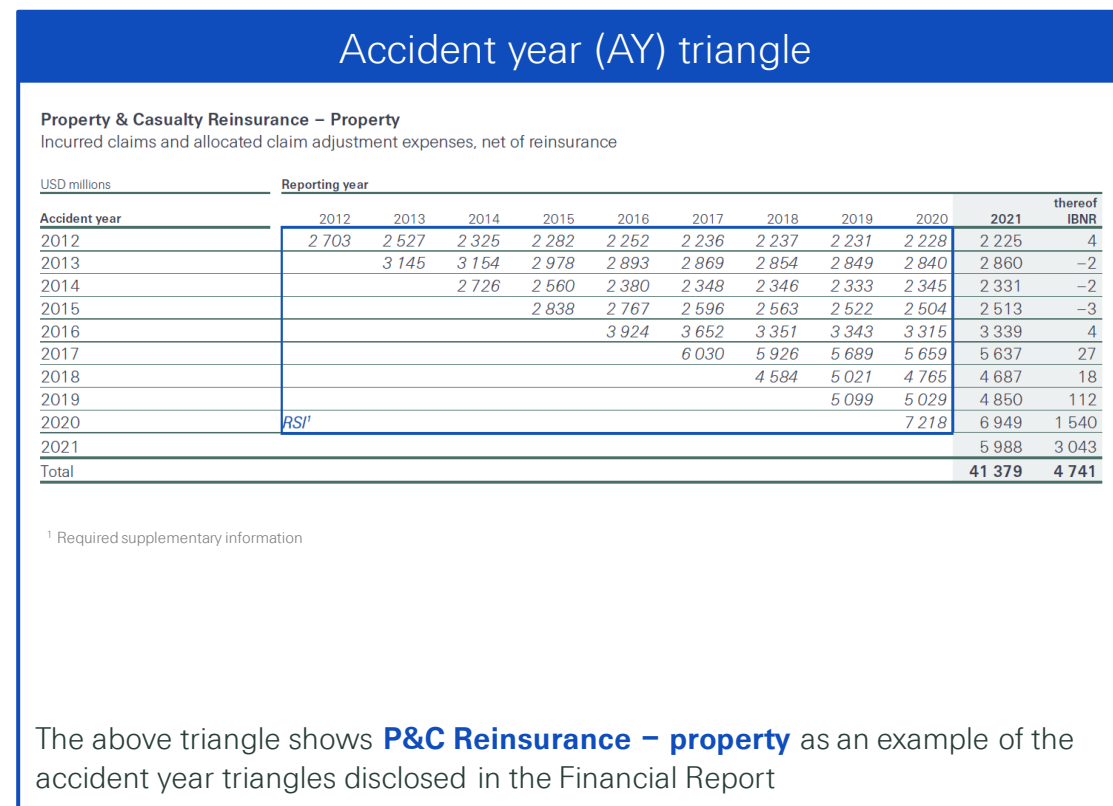 Accident year (AY) triangle
Property & Casualty Reinsurance – Property
Incurred claims and allocated claim adjustment expenses, net of reinsurance
USD millions Reporting year
thereof
Accident year 2012 2013 2014 2015 2016 2017 2018 2019 2020 2021 IBNR
2012 2 703 2 527 2 325 2 282 2 252 2 236 2 237 2 231 2 228 2 225 4
2013 3 145 3 154 2 978 2 893 2 869 2 854 2 849 2 840 2 860 –2
2014 2 726 2 560 2 380 2 348 2 346 2 333 2 345 2 331 –2
2015 2 838 2 767 2 596 2 563 2 522 2 504 2 513 –3
2016 3 924 3 652 3 351 3 343 3 315 3 339 4
2017 6 030 5 926 5 689 5 659 5 637 27
2018 4 584 5 021 4 765 4 687 18
2019 5 099 5 029 4 850 112
2020 RSI¹ 7 218 6 949 1 540
2021 5 988 3 043
Total 41 379 4 741
¹ Required supplementary information
The above triangle shows P&C Reinsurance – property as an example of the
accident year triangles disclosed in the Financial Report